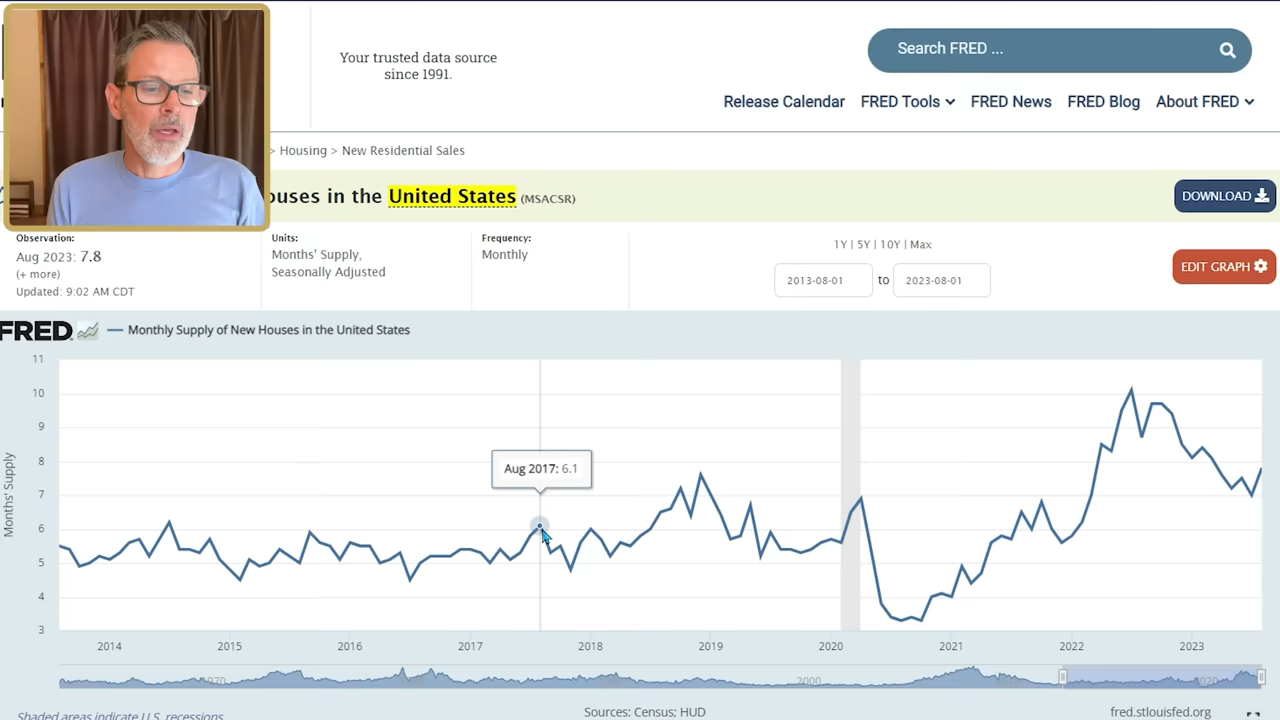 Your trusted data source
since 1991.
Search FRED ...
Release Calendar FRED Tools FRED News FRED Blog About FRED
> Housing > New Residential Sales
ouses in the United States (MSACSR)
DOWNLOAD
Observation:
Aug 2023: 7.8
(+ more)
Updated: 9:02 AM CDT
Units:
Months' Supply,
Seasonally Adjusted
Frequency:
Monthly
1Y | 5Y | 10Y | Max
2013-08-01 to 2023-08-01
EDIT GRAPH
FRED Monthly Supply of New Houses in the United States
Months' Supply
11
10
9
8
7
6
5
4
3
Aug 2017: 6.1
2014 2015 2016 2017 2018 2019 2020 2021 2022 2023
1970 2000 2020
Shaded areas indicate U.S. recessions
Sources: Census; HUD
fred.stlouisfed.org